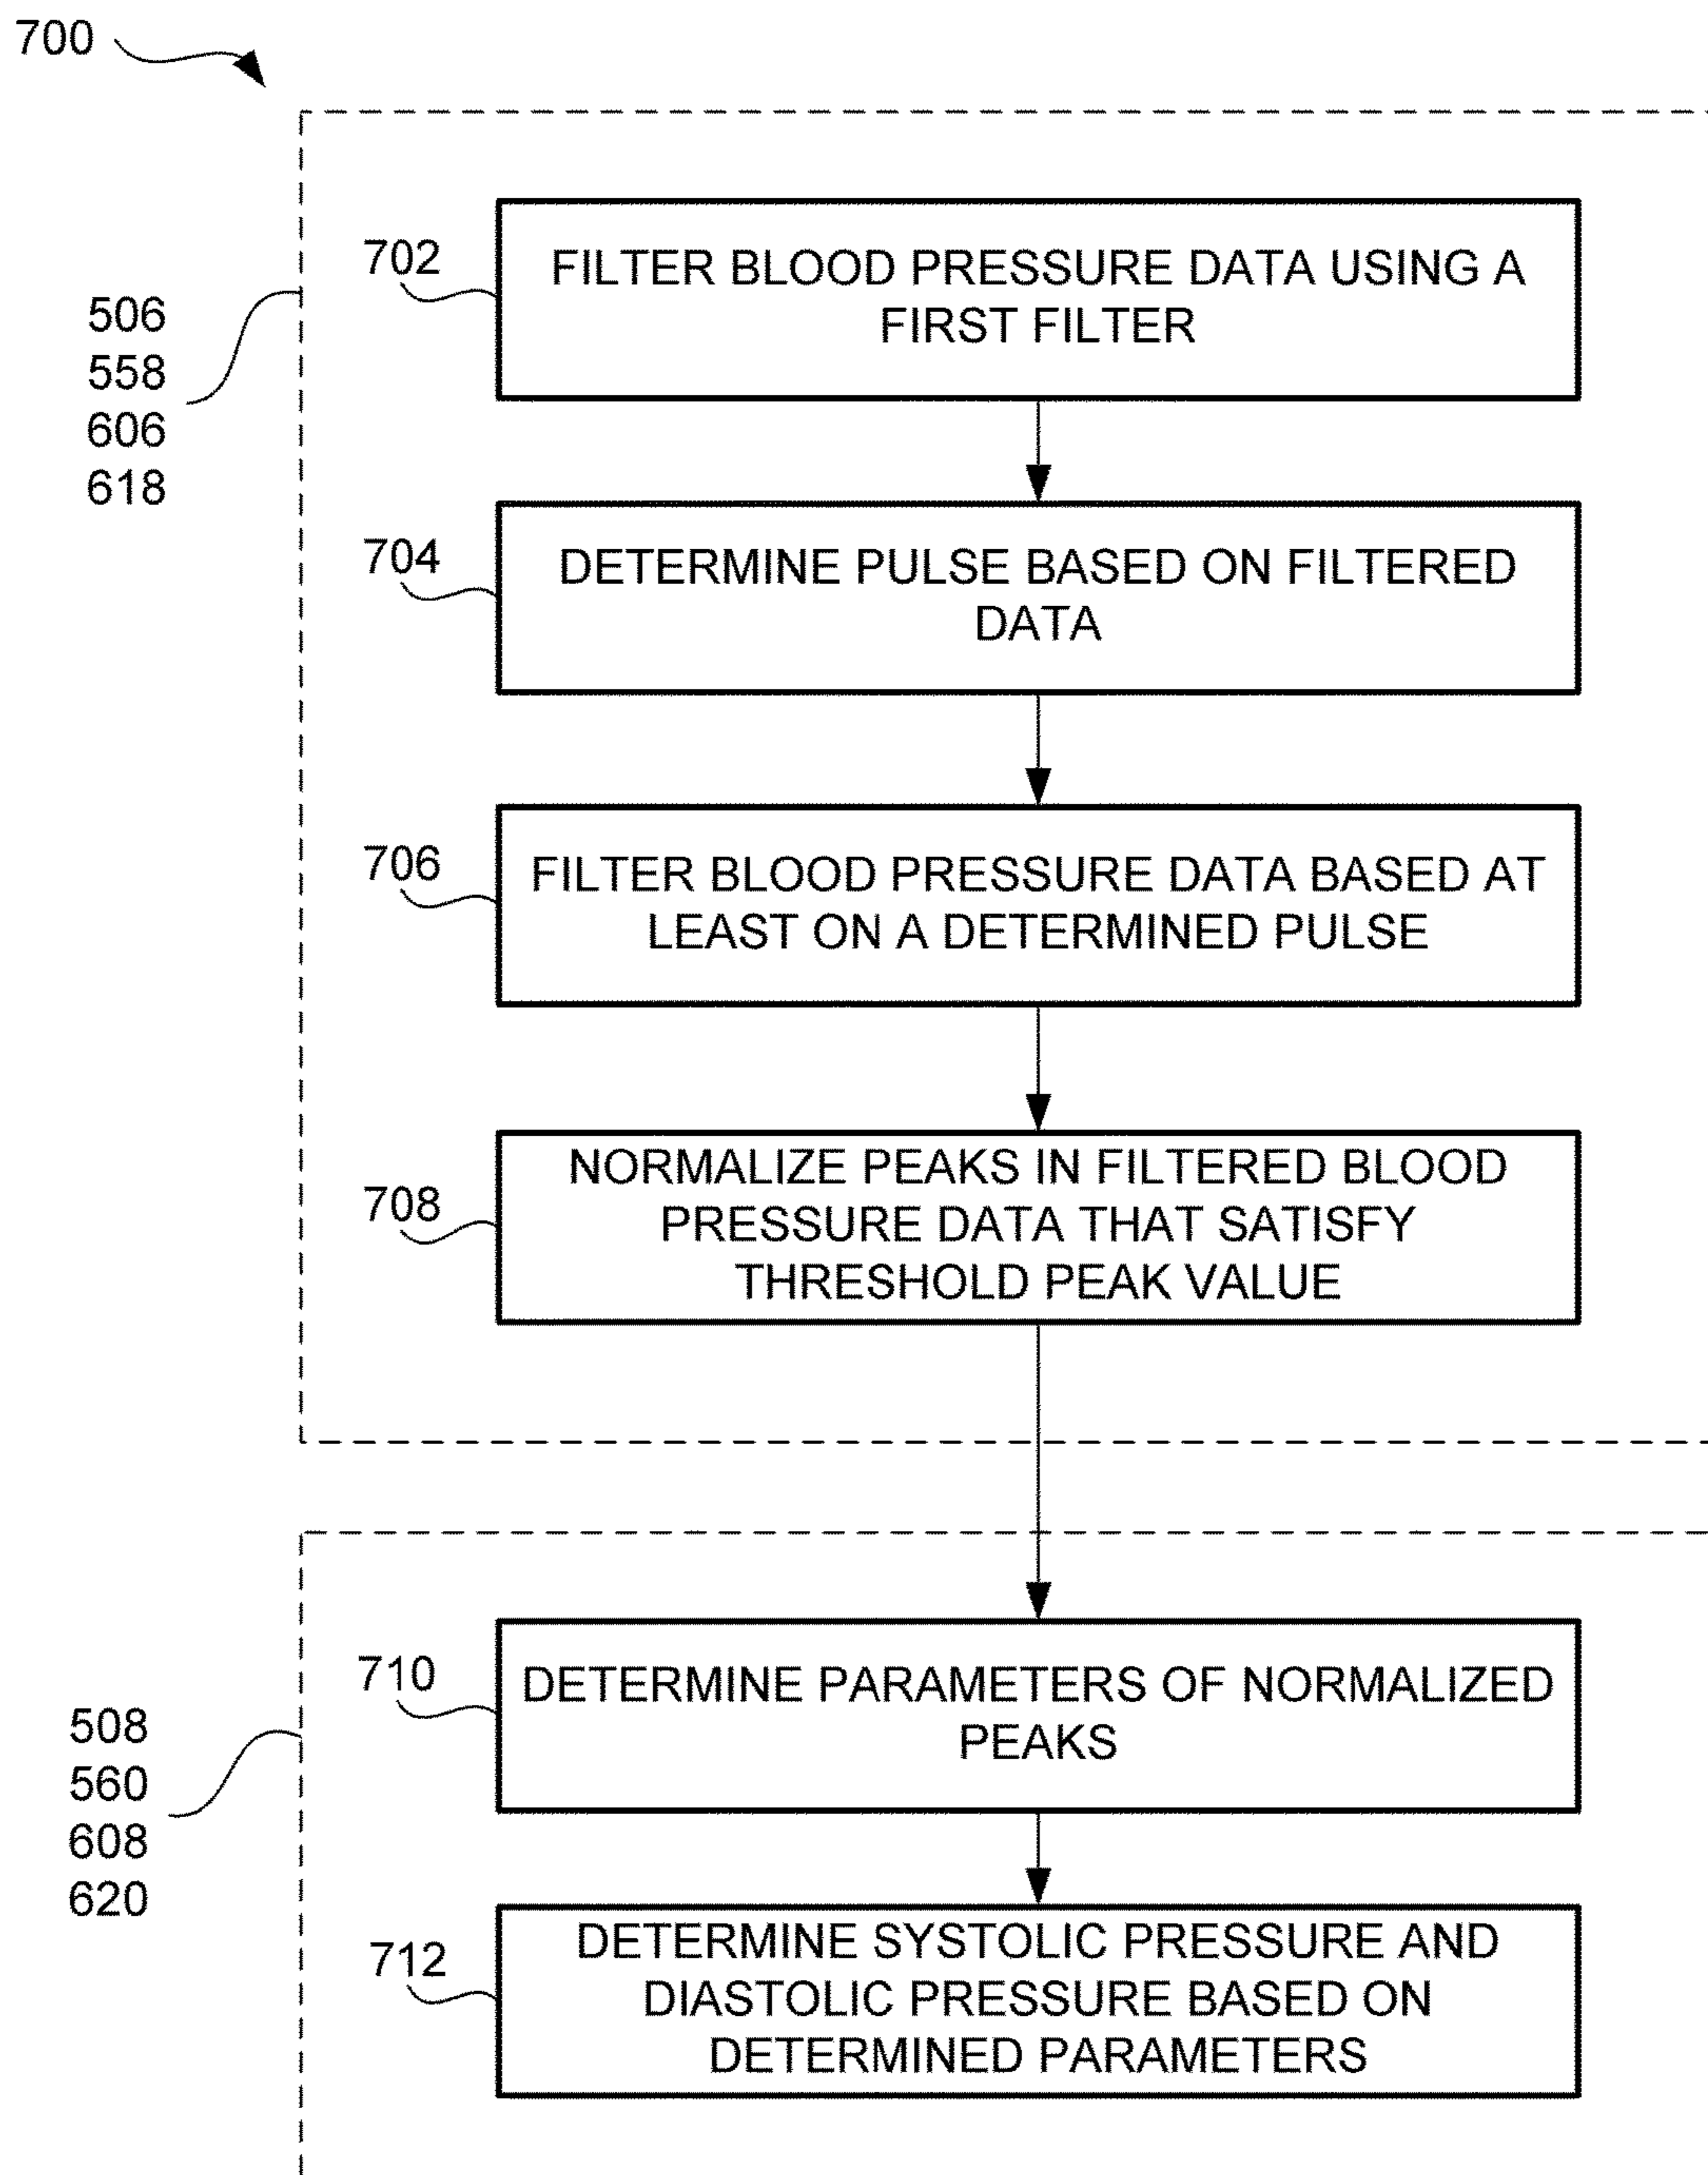 700
702
FILTER BLOOD PRESSURE DATA USING A
FIRST FILTER
506
558
606
618
704
DETERMINE PULSE BASED ON FILTERED
DATA
706
FILTER BLOOD PRESSURE DATA BASED AT
LEAST ON A DETERMINED PULSE
708
NORMALIZE PEAKS IN FILTERED BLOOD
PRESSURE DATA THAT SATISFY
THRESHOLD PEAK VALUE
710
DETERMINE PARAMETERS OF NORMALIZED
PEAKS
508
560
608
620
712
DETERMINE SYSTOLIC PRESSURE AND
DIASTOLIC PRESSURE BASED ON
DETERMINED PARAMETERS